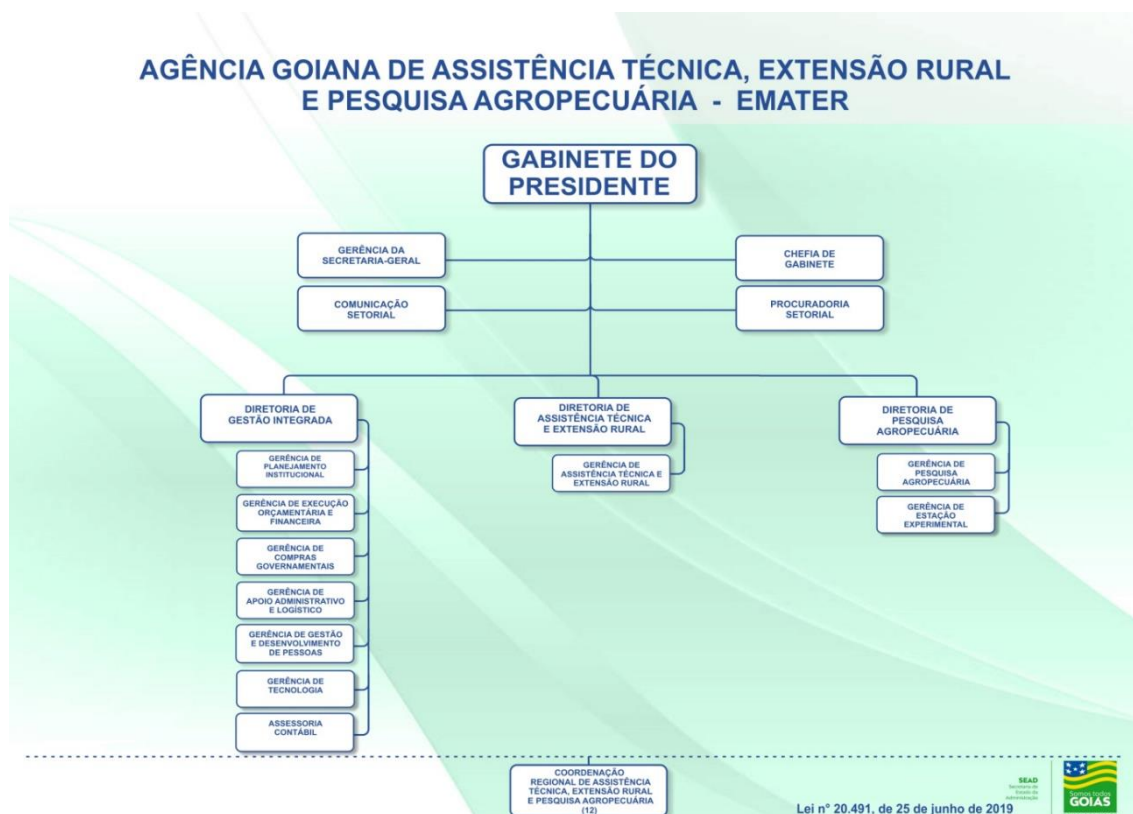 AGÊNCIA GOIANA DE ASSISTÊNCIA TÉCNICA, EXTENSÃO RURAL
E PESQUISA AGROPECUÁRIA - EMATER
GABINETE DO
PRESIDENTE
GERÊNCIA DA
SECRETARIA-GERAL
CHEFIA DE
GABINETE
COMUNICAÇÃO
SETORIAL
PROCURADORIA
SETORIAL
DIRETORIA DE
GESTÃO INTEGRADA
GERÊNCIA DE
PLANEJAMENTO
INSTITUCIONAL
GERÊNCIA DE EXECUÇÃO
ORÇAMENTÁRIA E
FINANCEIRA
GERÊNCIA DE
COMPRAS
GOVERNAMENTAIS
GERÊNCIA DE
APOIO ADMINISTRATIVO
E LOGÍSTICO
GERÊNCIA DE GESTÃO
E DESENVOLVIMENTO
DE PESSOAS
GERÊNCIA DE
TECNOLOGIA
ASSESSORIA
CONTÁBIL
DIRETORIA DE
ASSISTÊNCIA TÉCNICA
E EXTENSÃO RURAL
GERÊNCIA DE
ASSISTÊNCIA TÉCNICA E
EXTENSÃO RURAL
DIRETORIA DE
PESQUISA
AGROPECUÁRIA
GERÊNCIA DE
PESQUISA
AGROPECUÁRIA
GERÊNCIA DE
ESTAÇÃO
EXPERIMENTAL
COORDENAÇÃO
REGIONAL DE ASSISTÊNCIA
TÉCNICA, EXTENSÃO RURAL
E PESQUISA AGROPECUÁRIA
(12)
SEAD
Secretaria de
Estado da
Administração
Somos todos
GOIÁS
Lei n° 20.491, de 25 de junho de 2019